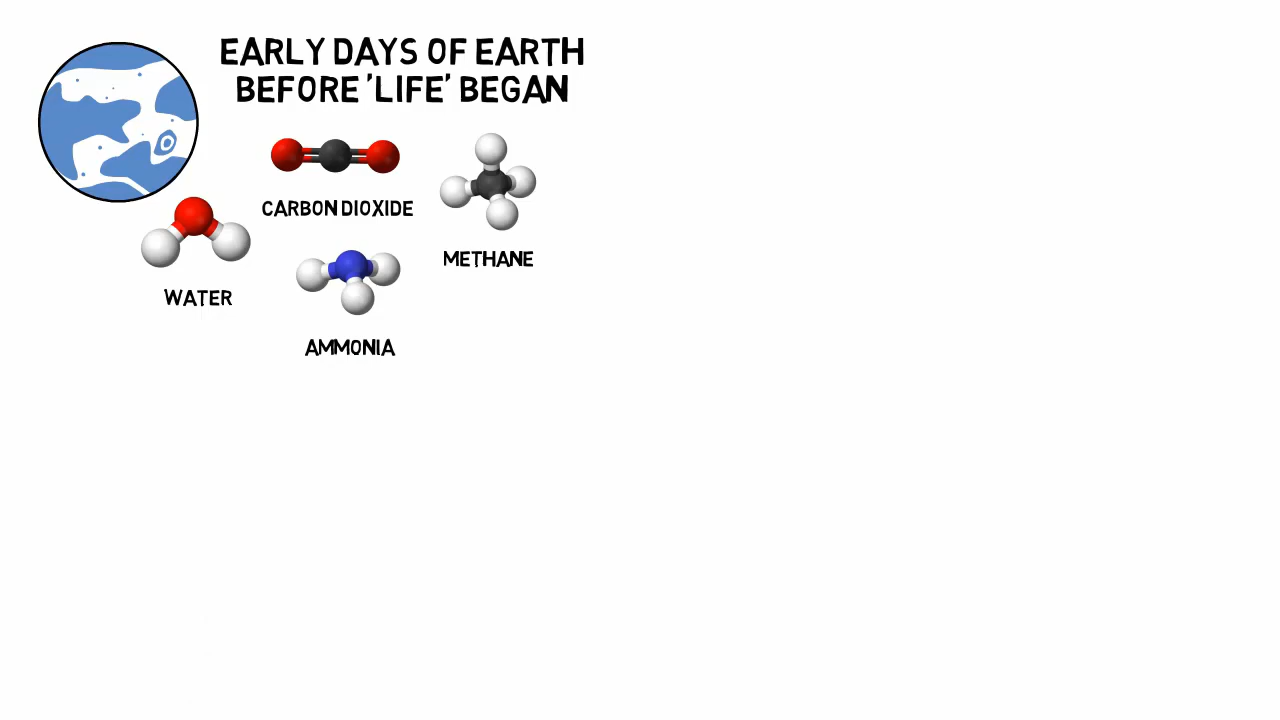 EARLY DAYS OF EARTH
BEFORE 'LIFE' BEGAN
CARBON DIOXIDE
METHANE
WATER
AMMONIA